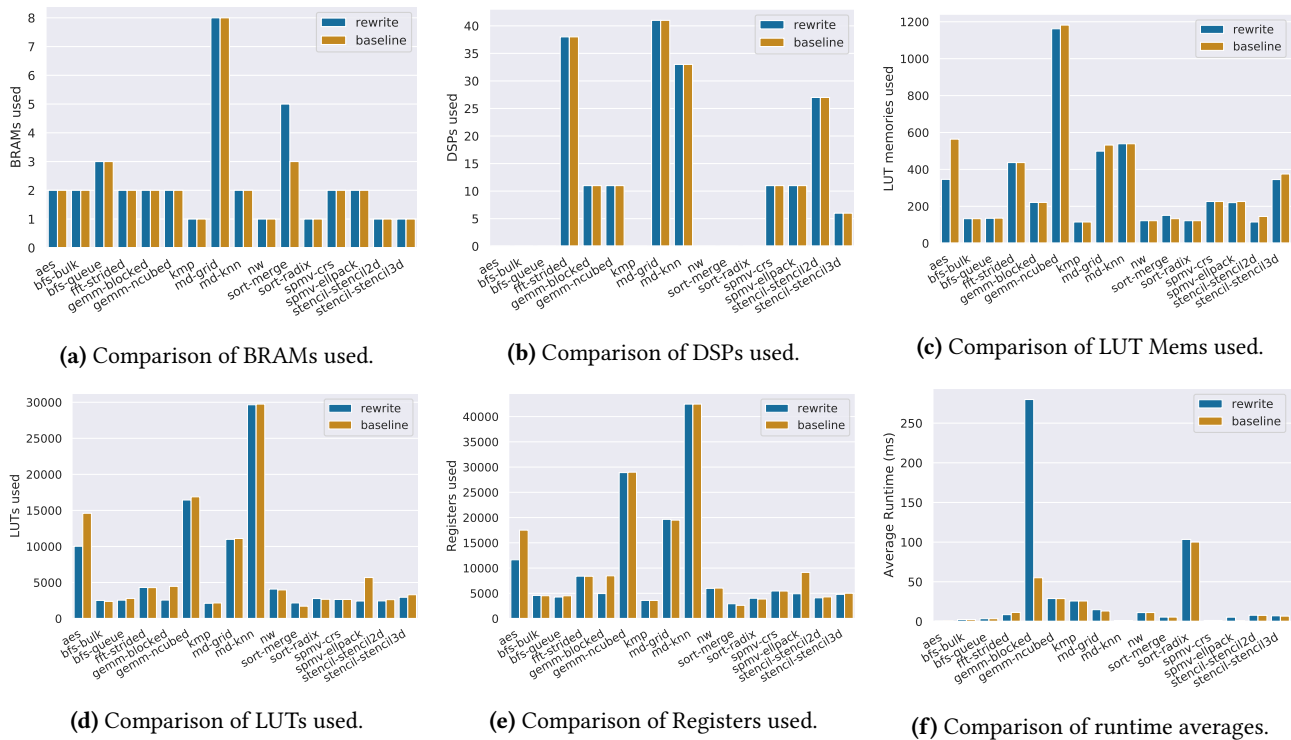 8
7
6
5
4
3
2
1
0
BRAMs used
rewrite
baseline
aes
bfs-bulk
bfs-queue
fft-strided
gemm-blocked
gemm-ncubed
kmp
md-grid
md-knn
nw
sort-merge
sort-radix
spmv-crs
spmv-ellpack
stencil-stencil2d
stencil-stencil3d
(a) Comparison of BRAMs used.
40
35
30
25
20
15
10
5
0
DSPs used
rewrite
baseline
aes
bfs-bulk
bfs-queue
fft-strided
gemm-blocked
gemm-ncubed
kmp
md-grid
md-knn
nw
sort-merge
sort-radix
spmv-crs
spmv-ellpack
stencil-stencil2d
stencil-stencil3d
(b) Comparison of DSPs used.
1200
1000
800
600
400
200
0
LUT memories used
rewrite
baseline
aes
bfs-bulk
bfs-queue
fft-strided
gemm-blocked
gemm-ncubed
kmp
md-grid
md-knn
nw
sort-merge
sort-radix
spmv-crs
spmv-ellpack
stencil-stencil2d
stencil-stencil3d
(c) Comparison of LUT Mems used.
30000
25000
20000
15000
10000
5000
0
LUTs used
rewrite
baseline
aes
bfs-bulk
bfs-queue
fft-strided
gemm-blocked
gemm-ncubed
kmp
md-grid
md-knn
nw
sort-merge
sort-radix
spmv-crs
spmv-ellpack
stencil-stencil2d
stencil-stencil3d
(d) Comparison of LUTs used.
40000
35000
30000
25000
20000
15000
10000
5000
0
Registers used
rewrite
baseline
aes
bfs-bulk
bfs-queue
fft-strided
gemm-blocked
gemm-ncubed
kmp
md-grid
md-knn
nw
sort-merge
sort-radix
spmv-crs
spmv-ellpack
stencil-stencil2d
stencil-stencil3d
(e) Comparison of Registers used.
250
200
150
100
50
0
Average Runtime (ms)
rewrite
baseline
aes
bfs-bulk
bfs-queue
fft-strided
gemm-blocked
gemm-ncubed
kmp
md-grid
md-knn
nw
sort-merge
sort-radix
spmv-crs
spmv-ellpack
stencil-stencil2d
stencil-stencil3d
(f) Comparison of runtime averages.